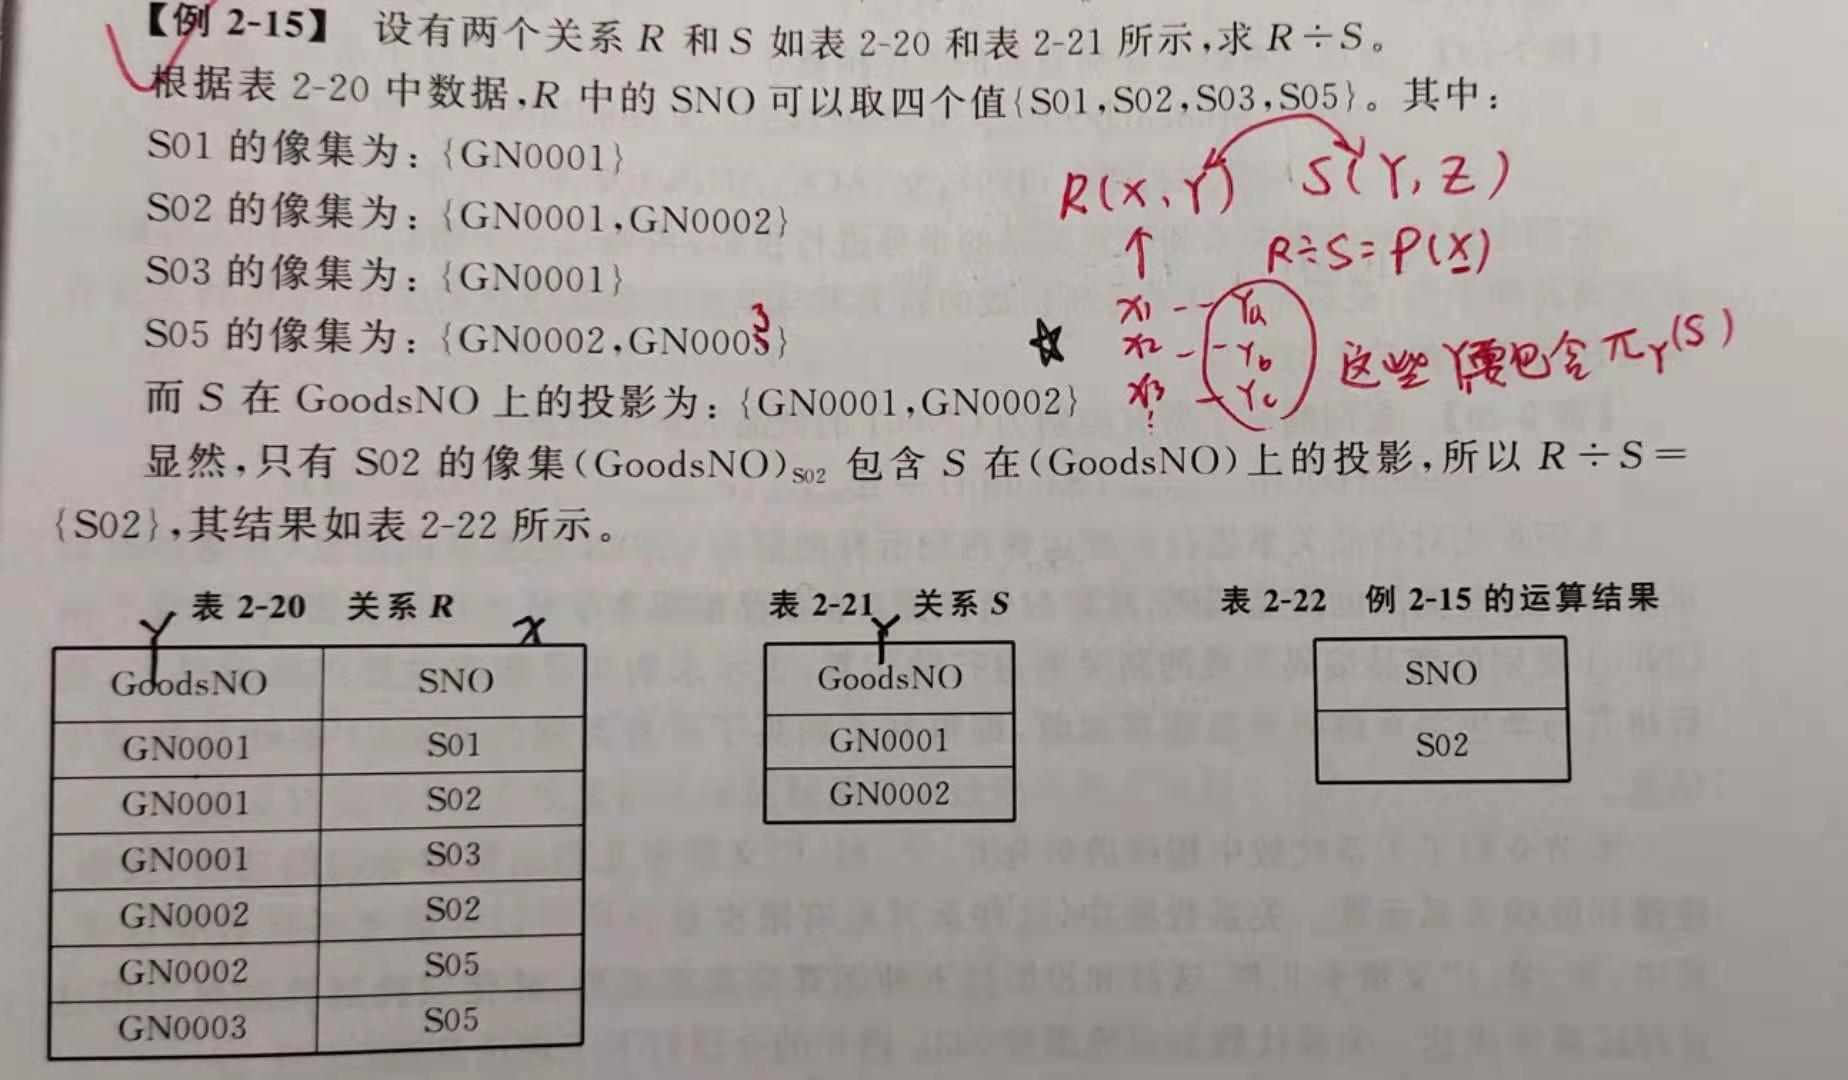 【例 2-15】 设有两个关系 R 和 S 如表 2-20 和表 2-21 所示,求 R÷S。
根据表 2-20 中数据,R 中的 SNO 可以取四个值{S01,S02,S03,S05}。其中:
S01 的像集为:{GN0001}
S02 的像集为:{GN0001,GN0002}
S03 的像集为:{GN0001}
S05 的像集为:{GN0002,GN0005}
3
而 S 在 GoodsNO 上的投影为:{GN0001,GN0002}
R(X,Y) S(Y,Z)
↑ R÷S=P(X)
x1 -- Ya
x2 -- Yb
x3 - Yc
☆ 这些Y要包含 πY(S)
显然,只有 S02 的像集(GoodsNO)S02 包含 S 在(GoodsNO)上的投影,所以 R÷S=
{S02},其结果如表 2-22 所示。
表 2-20 关系 R
Y X
GoodsNO SNO
GN0001 S01
GN0001 S02
GN0001 S03
GN0002 S02
GN0002 S05
GN0003 S05
表 2-21 关系 S
Y
GoodsNO
GN0001
GN0002
表 2-22 例 2-15 的运算结果
SNO
S02